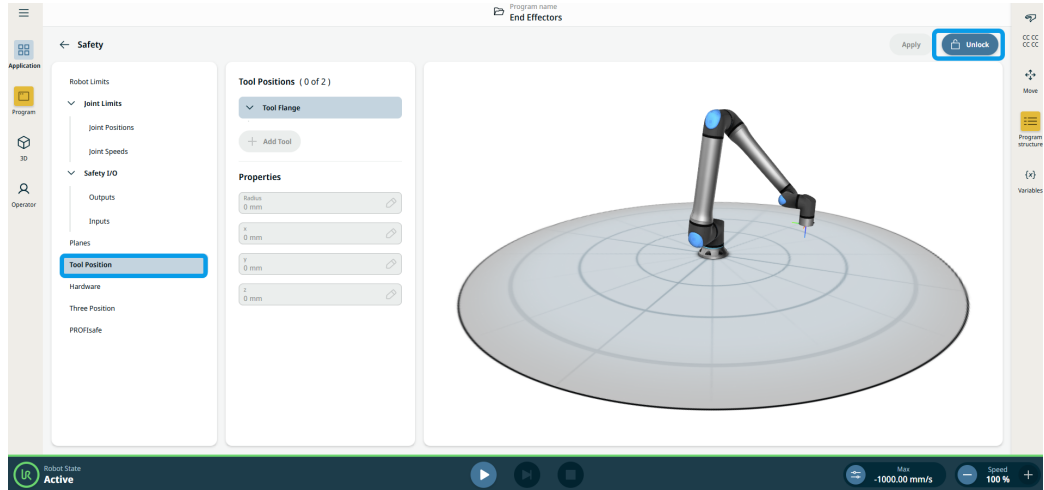 Program name
End Effectors
Safety
Apply
Unlock
Application
Program
3D
Operator
Robot Limits
Joint Limits
Joint Positions
Joint Speeds
Safety I/O
Outputs
Inputs
Planes
Tool Position
Hardware
Three Position
PROFIsafe
Tool Positions ( 0 of 2 )
Tool Flange
+ Add Tool
Properties
Radius
0 mm
X
0 mm
Y
0 mm
Z
0 mm
CC CC
CC CC
Move
Program
structure
{x}
Variables
UR
Robot State
Active
Max
-1000.00 mm/s
Speed
100 %